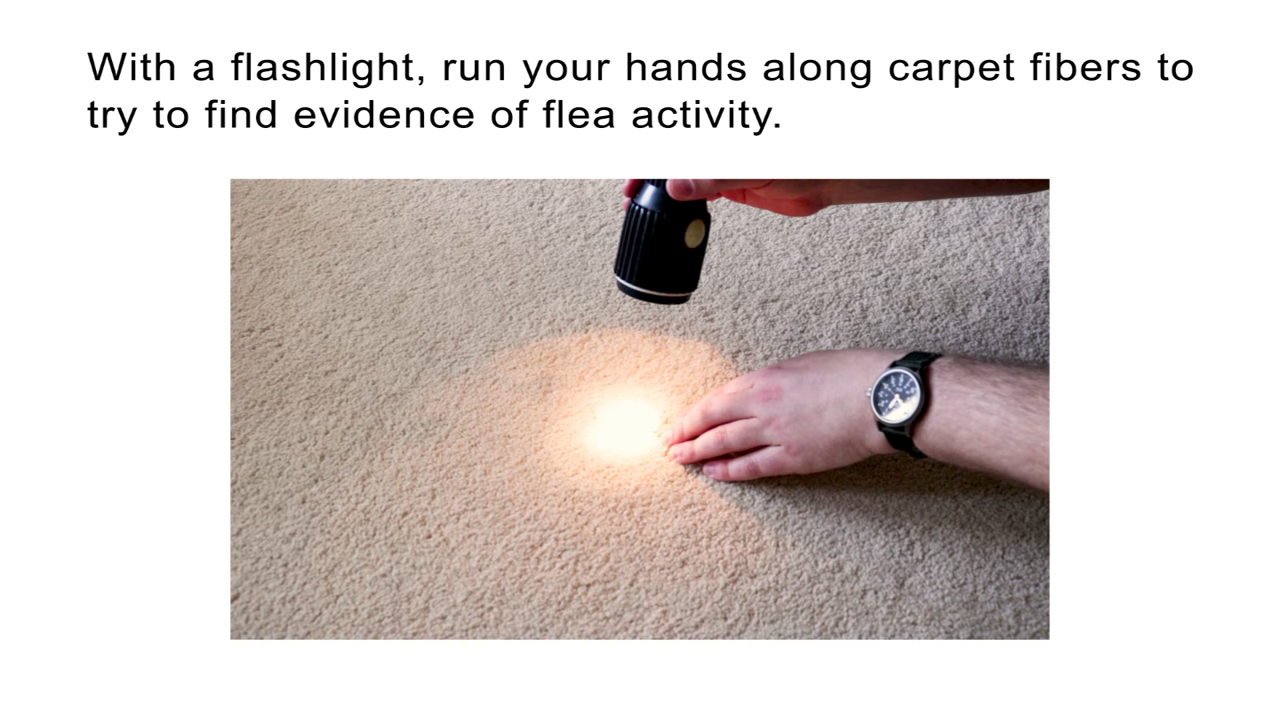 With a flashlight, run your hands along carpet fibers to
try to find evidence of flea activity.